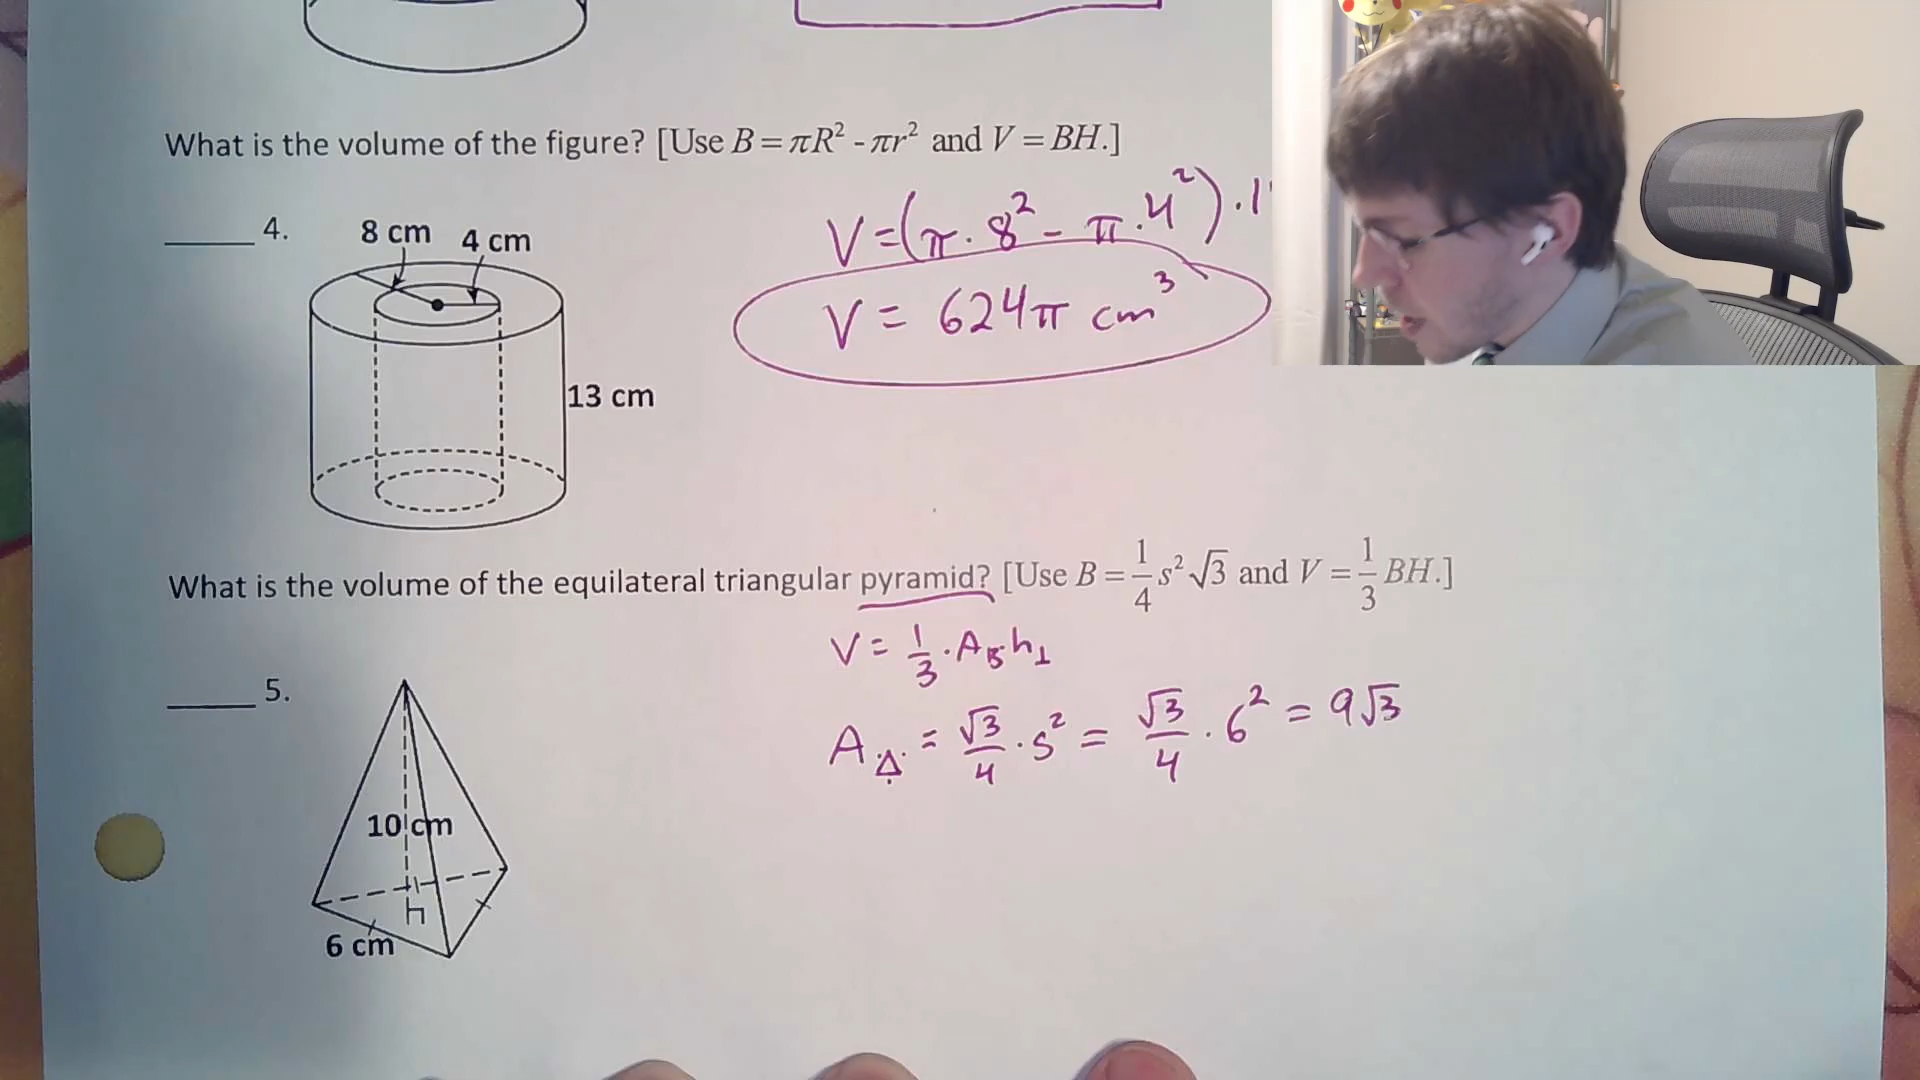 What is the volume of the figure? [Use B = πR² - πr² and V = BH.]
4.
8 cm
4 cm
13 cm
V = (π · 8² - π · 4²) · 1
V = 624π cm³
What is the volume of the equilateral triangular pyramid? [Use B = 1/4 s²√3 and V = 1/3 BH.]
V = 1/3 · A_B · h⊥
5.
A_Δ = √3/4 · s² = √3/4 · 6² = 9√3
10 cm
6 cm